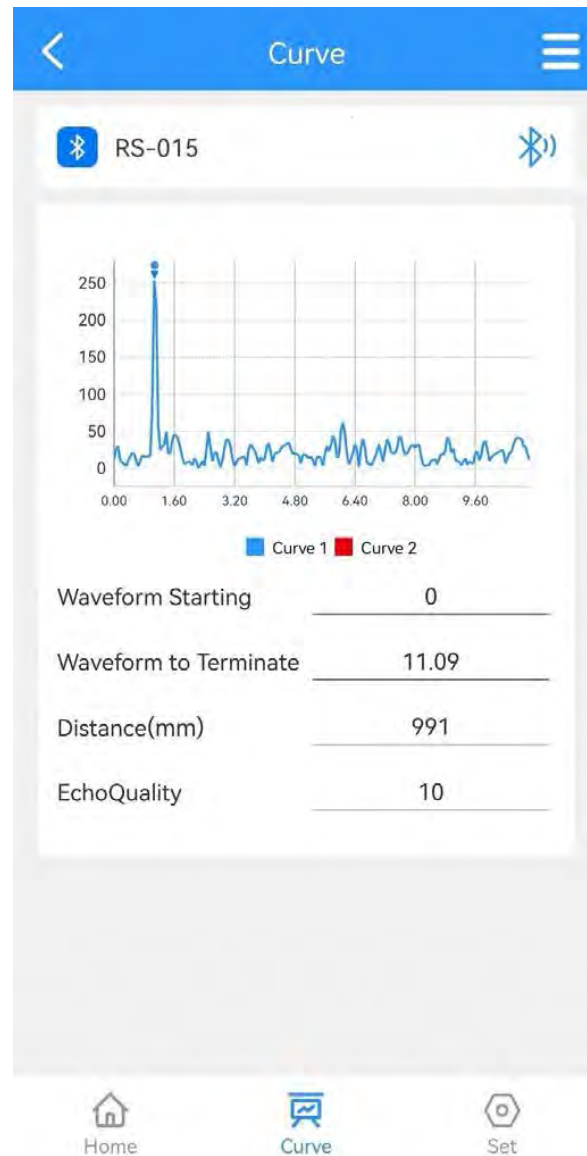 Curve
RS-015
250
200
150
100
50
0
0.00 1.60 3.20 4.80 6.40 8.00 9.60
Curve 1 Curve 2
Waveform Starting 0
Waveform to Terminate 11.09
Distance(mm) 991
EchoQuality 10
Home Curve Set